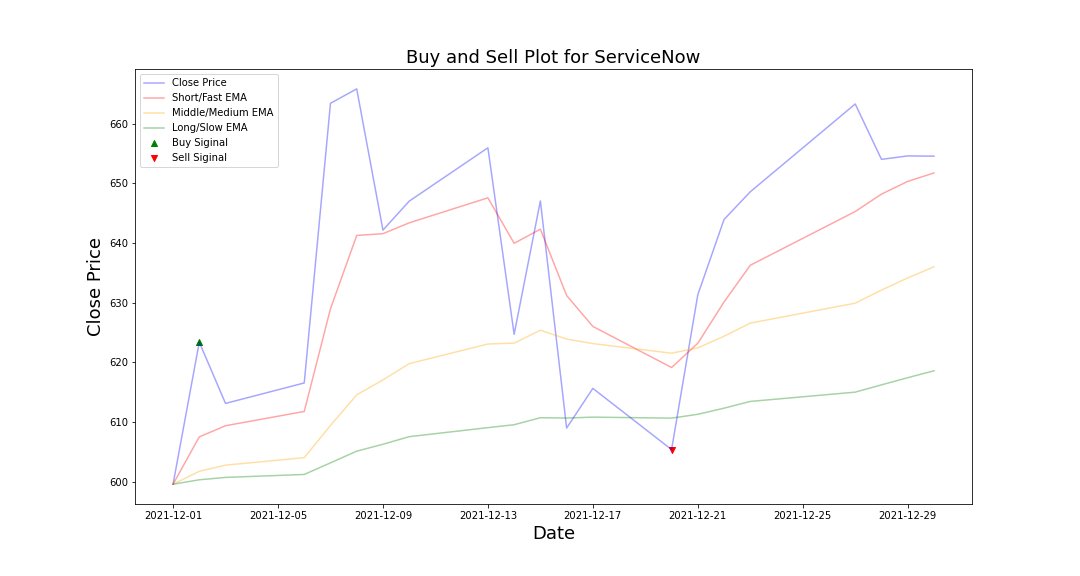 Buy and Sell Plot for ServiceNow
Close Price
Short/Fast EMA
Middle/Medium EMA
Long/Slow EMA
Buy Siginal
Sell Siginal
660
650
640
630
620
610
600
Close Price
2021-12-01 2021-12-05 2021-12-09 2021-12-13 2021-12-17 2021-12-21 2021-12-25 2021-12-29
Date